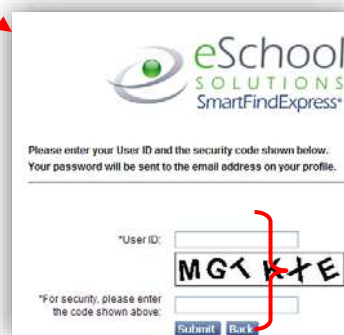 eSchool
SOLUTIONS
SmartFindExpress
Please enter your User ID and the security code shown below.
Your password will be sent to the email address on your profile.
*User ID:
*For security, please enter
the code shown above:
Submit Back